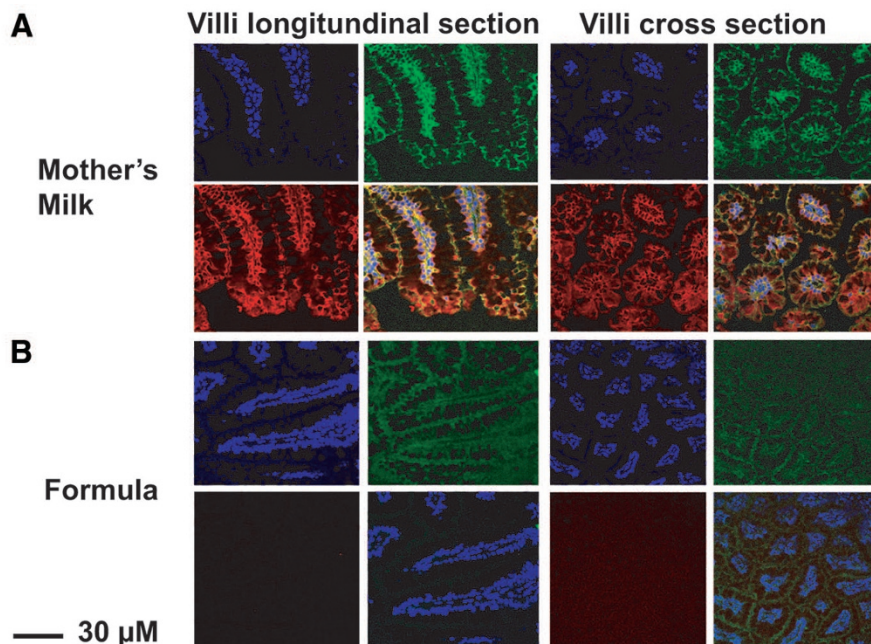 A
Villi longitundinal section
Villi cross section
Mother's
Milk
B
Formula
30 µM